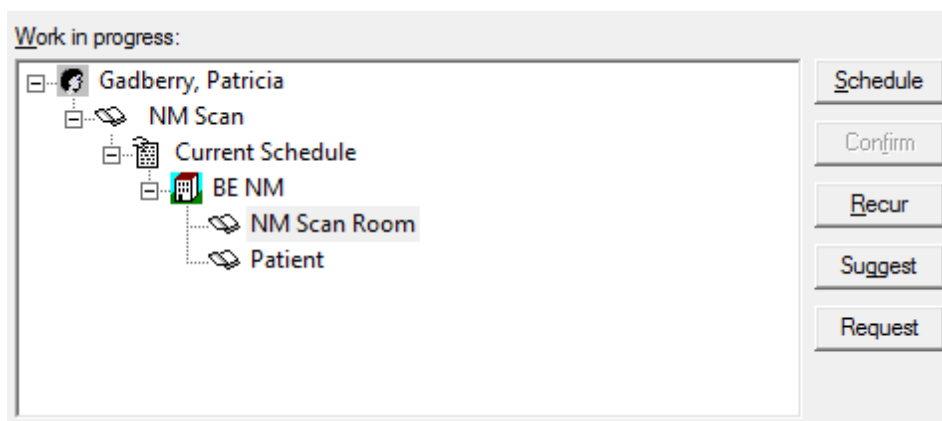 Work in progress:
Gadberry, Patricia
NM Scan
Current Schedule
BE NM
NM Scan Room
Patient
Schedule
Confirm
Recur
Suggest
Request